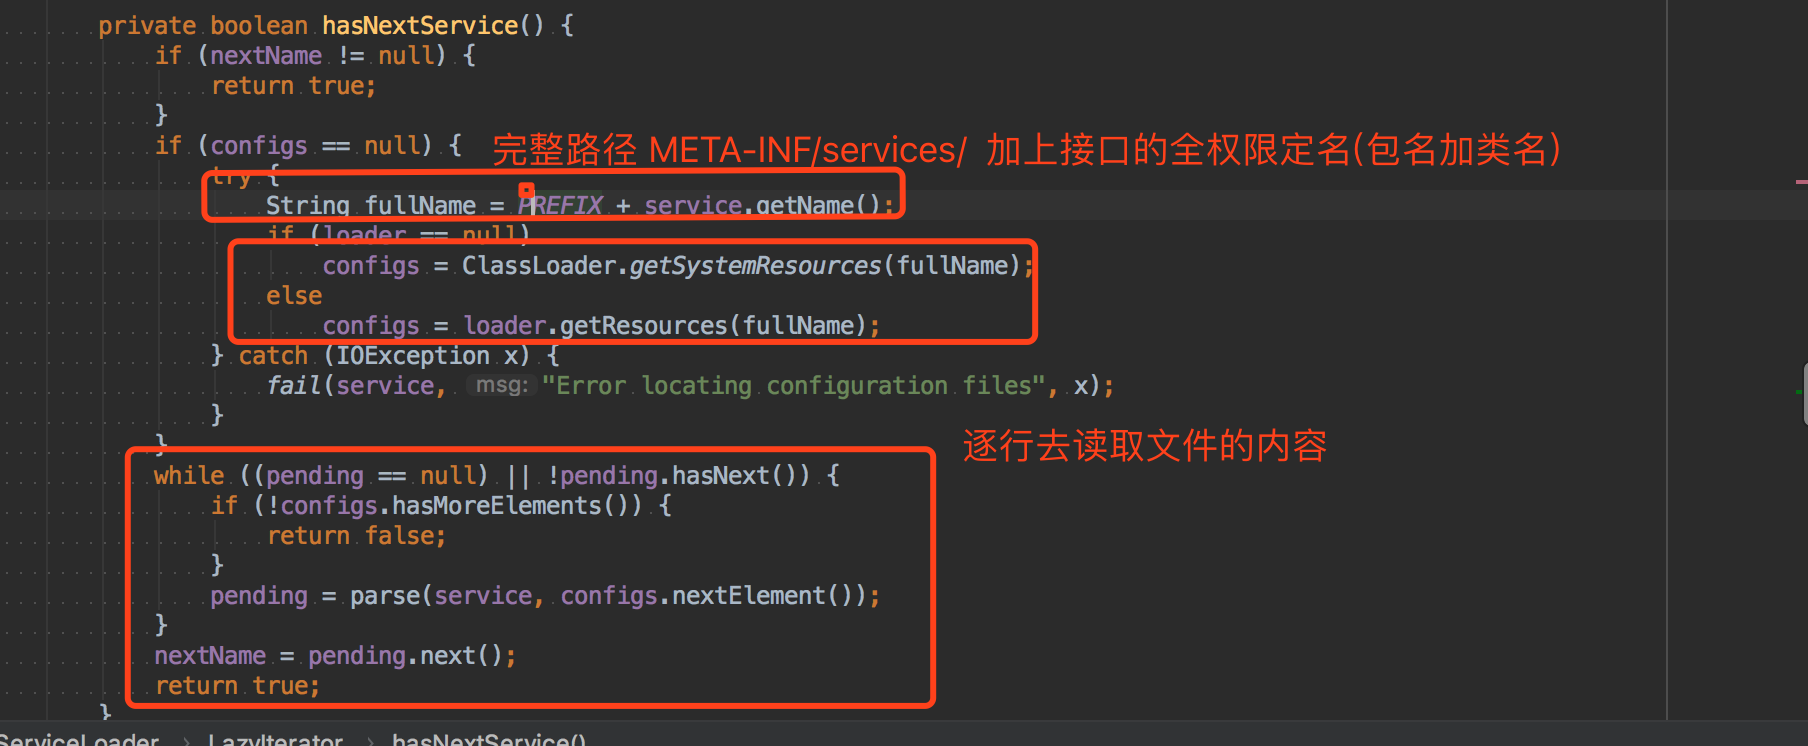 private boolean hasNextService() {
if (nextName != null) {
return true;
}
if (configs == null) { 完整路径 META-INF/services/ 加上接口的全权限定名(包名加类名)
try {
String fullName = PREFIX + service.getName();
if (loader == null)
configs = ClassLoader.getSystemResources(fullName);
else
configs = loader.getResources(fullName);
} catch (IOException x) {
fail(service, msg: "Error locating configuration files", x);
}
}
逐行去读取文件的内容
while ((pending == null) || !pending.hasNext()) {
if (!configs.hasMoreElements()) {
return false;
}
pending = parse(service, configs.nextElement());
}
nextName = pending.next();
return true;
}
ServiceLoader › LazyIterator › hasNextService()